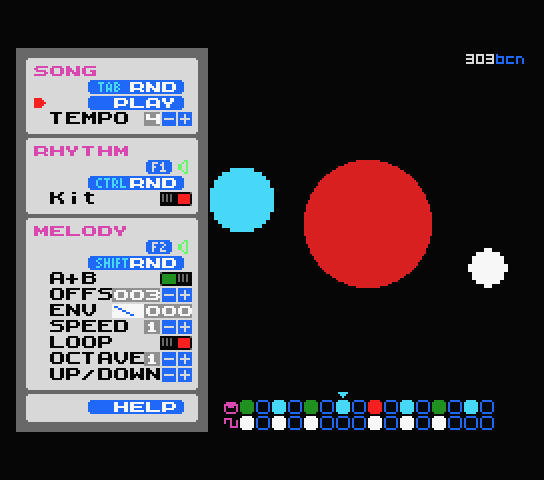 303bcn
SONG
TAB RND
PLAY
TEMPO 4 - +
RHYTHM
F1
CTRL RND
Kit
MELODY
F2
SHIFT RND
A+B
OFFS 003 - +
ENV 000
SPEED 1 - +
LOOP
OCTAVE 1 - +
UP/DOWN - +
HELP